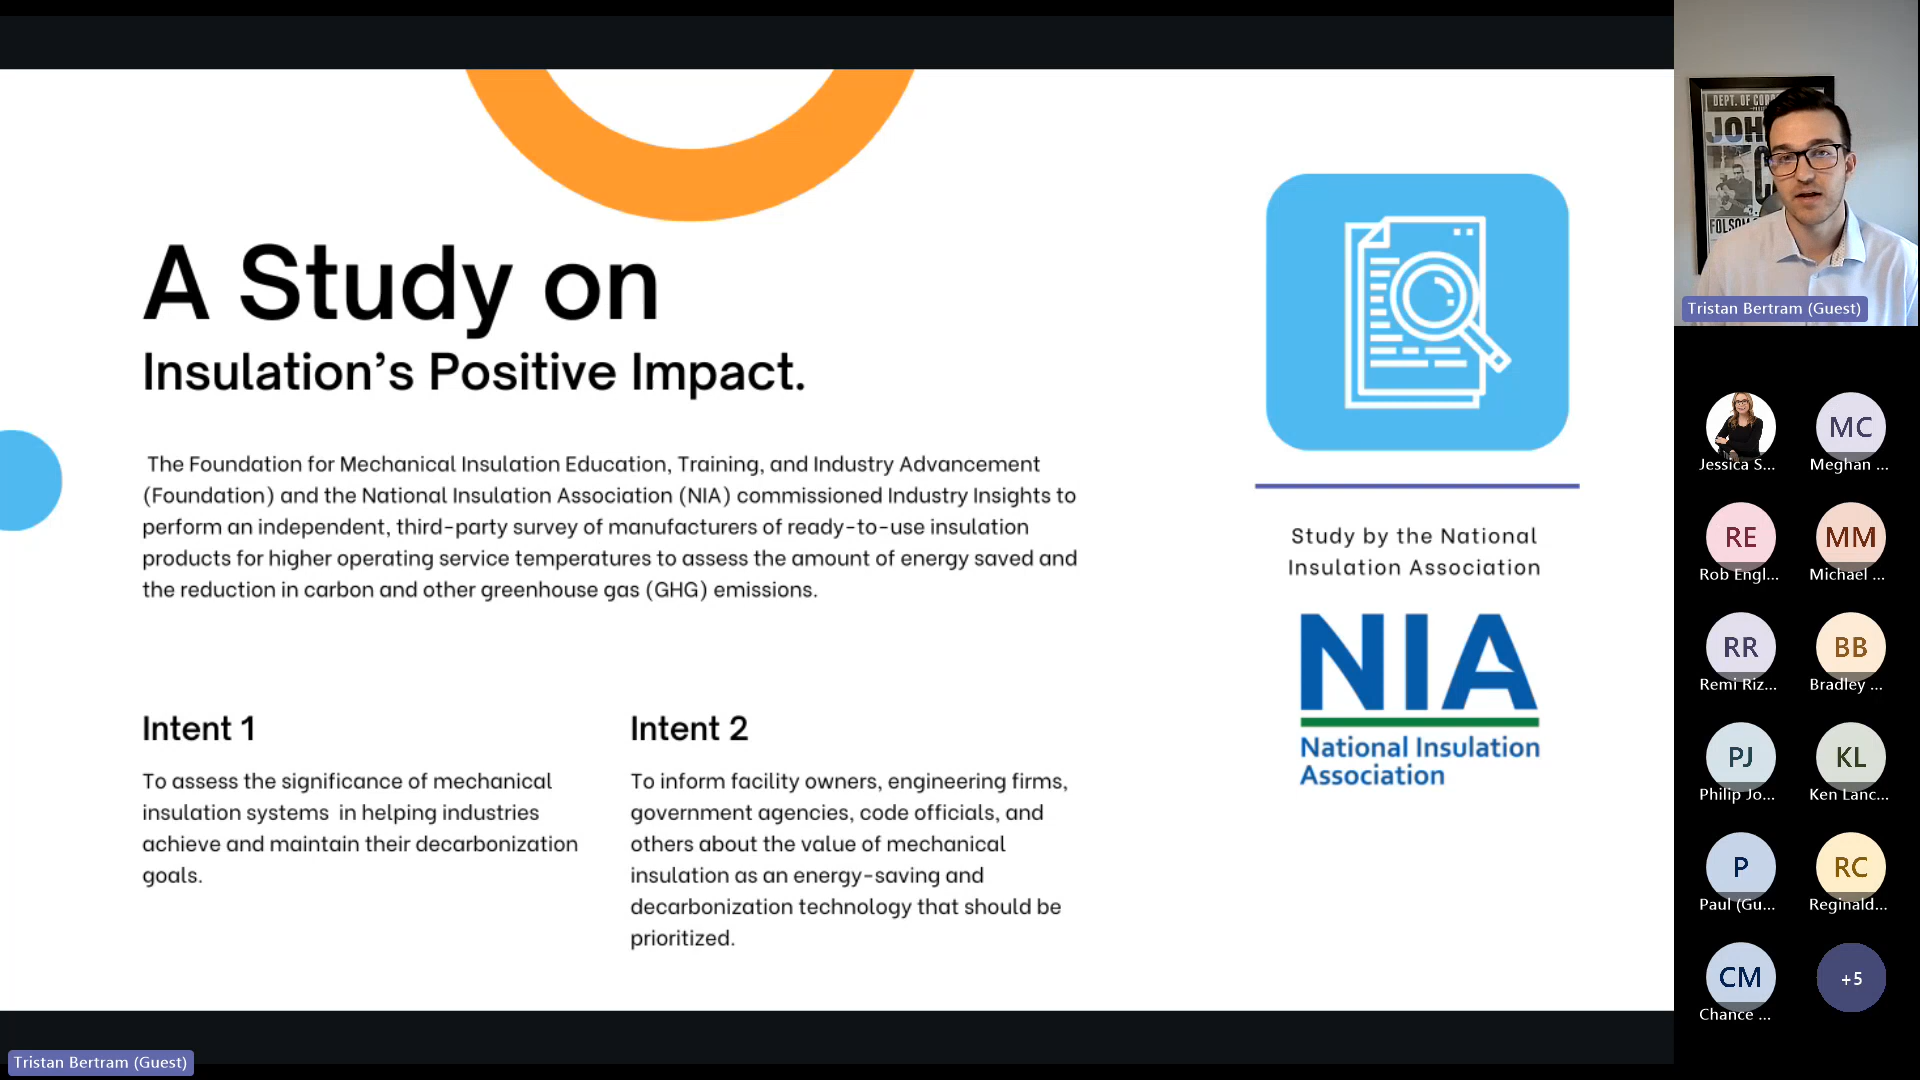 A Study on
Insulation’s Positive Impact.
The Foundation for Mechanical Insulation Education, Training, and Industry Advancement
(Foundation) and the National Insulation Association (NIA) commissioned Industry Insights to
perform an independent, third-party survey of manufacturers of ready-to-use insulation
products for higher operating service temperatures to assess the amount of energy saved and
the reduction in carbon and other greenhouse gas (GHG) emissions.
Intent 1
To assess the significance of mechanical
insulation systems in helping industries
achieve and maintain their decarbonization
goals.
Intent 2
To inform facility owners, engineering firms,
government agencies, code officials, and
others about the value of mechanical
insulation as an energy-saving and
decarbonization technology that should be
prioritized.
Study by the National
Insulation Association
NIA
National Insulation
Association
Tristan Bertram (Guest)
DEPT. OF
JOH
FOLSOM
Tristan Bertram (Guest)
Jessica S...
MC
Meghan ...
RE
Rob Engl...
MM
Michael ...
RR
Remi Riz...
BB
Bradley ...
PJ
Philip Jo...
KL
Ken Lanc...
P
Paul (Gu...
RC
Reginald...
CM
Chance ...
+5